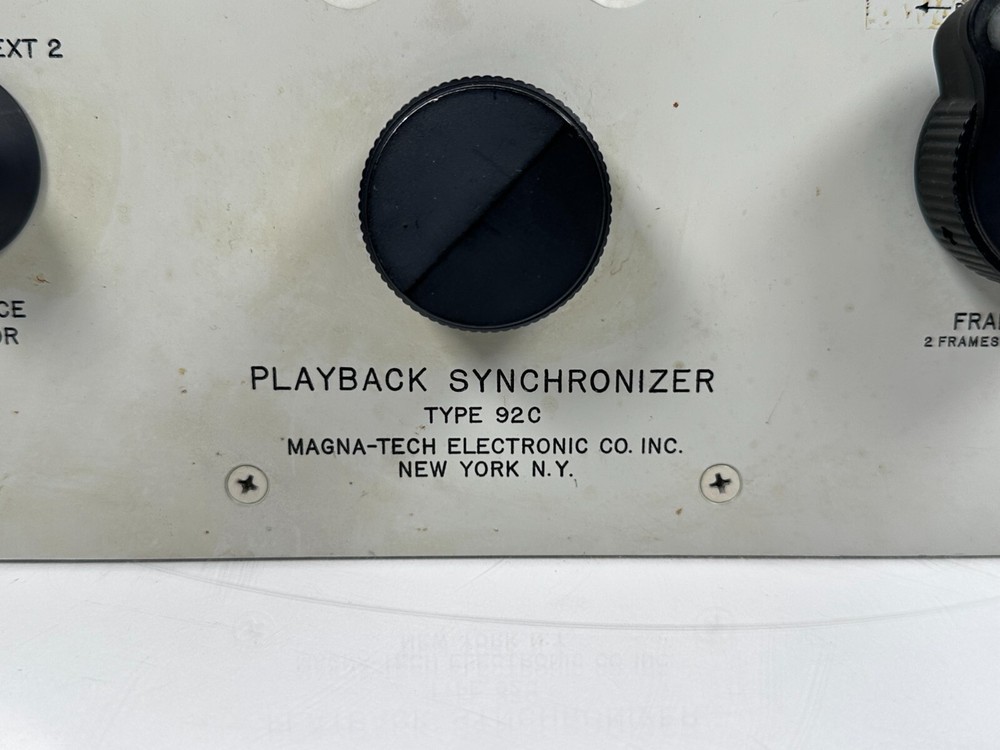 EXT 2
CE
OR
FRA
2 FRAMES
PLAYBACK SYNCHRONIZER
TYPE 92C
MAGNA-TECH ELECTRONIC CO. INC.
NEW YORK N.Y.